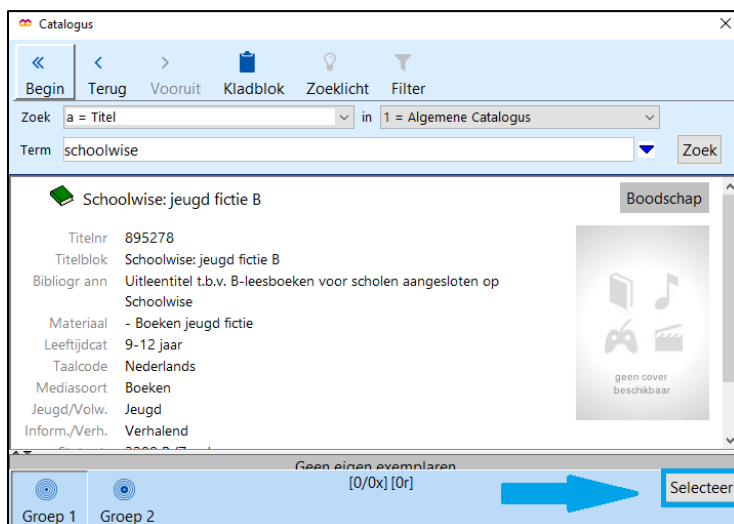 Catalogus
Begin Terug Vooruit Kladblok Zoeklicht Filter
Zoek a = Titel in 1 = Algemene Catalogus
Term schoolwise Zoek
Schoolwise: jeugd fictie B Boodschap
Titelnr 895278
Titelblok Schoolwise: jeugd fictie B
Bibliogr ann Uitleentitel t.b.v. B-leesboeken voor scholen aangesloten op
Schoolwise
Materiaal - Boeken jeugd fictie
Leeftijdcat 9-12 jaar
Taalcode Nederlands
Mediasoort Boeken
Jeugd/Volw. Jeugd
Inform./Verh. Verhalend
geen cover
beschikbaar
Geen eigen exemplaren
[0/0x] [0r]
Selecteer
Groep 1 Groep 2